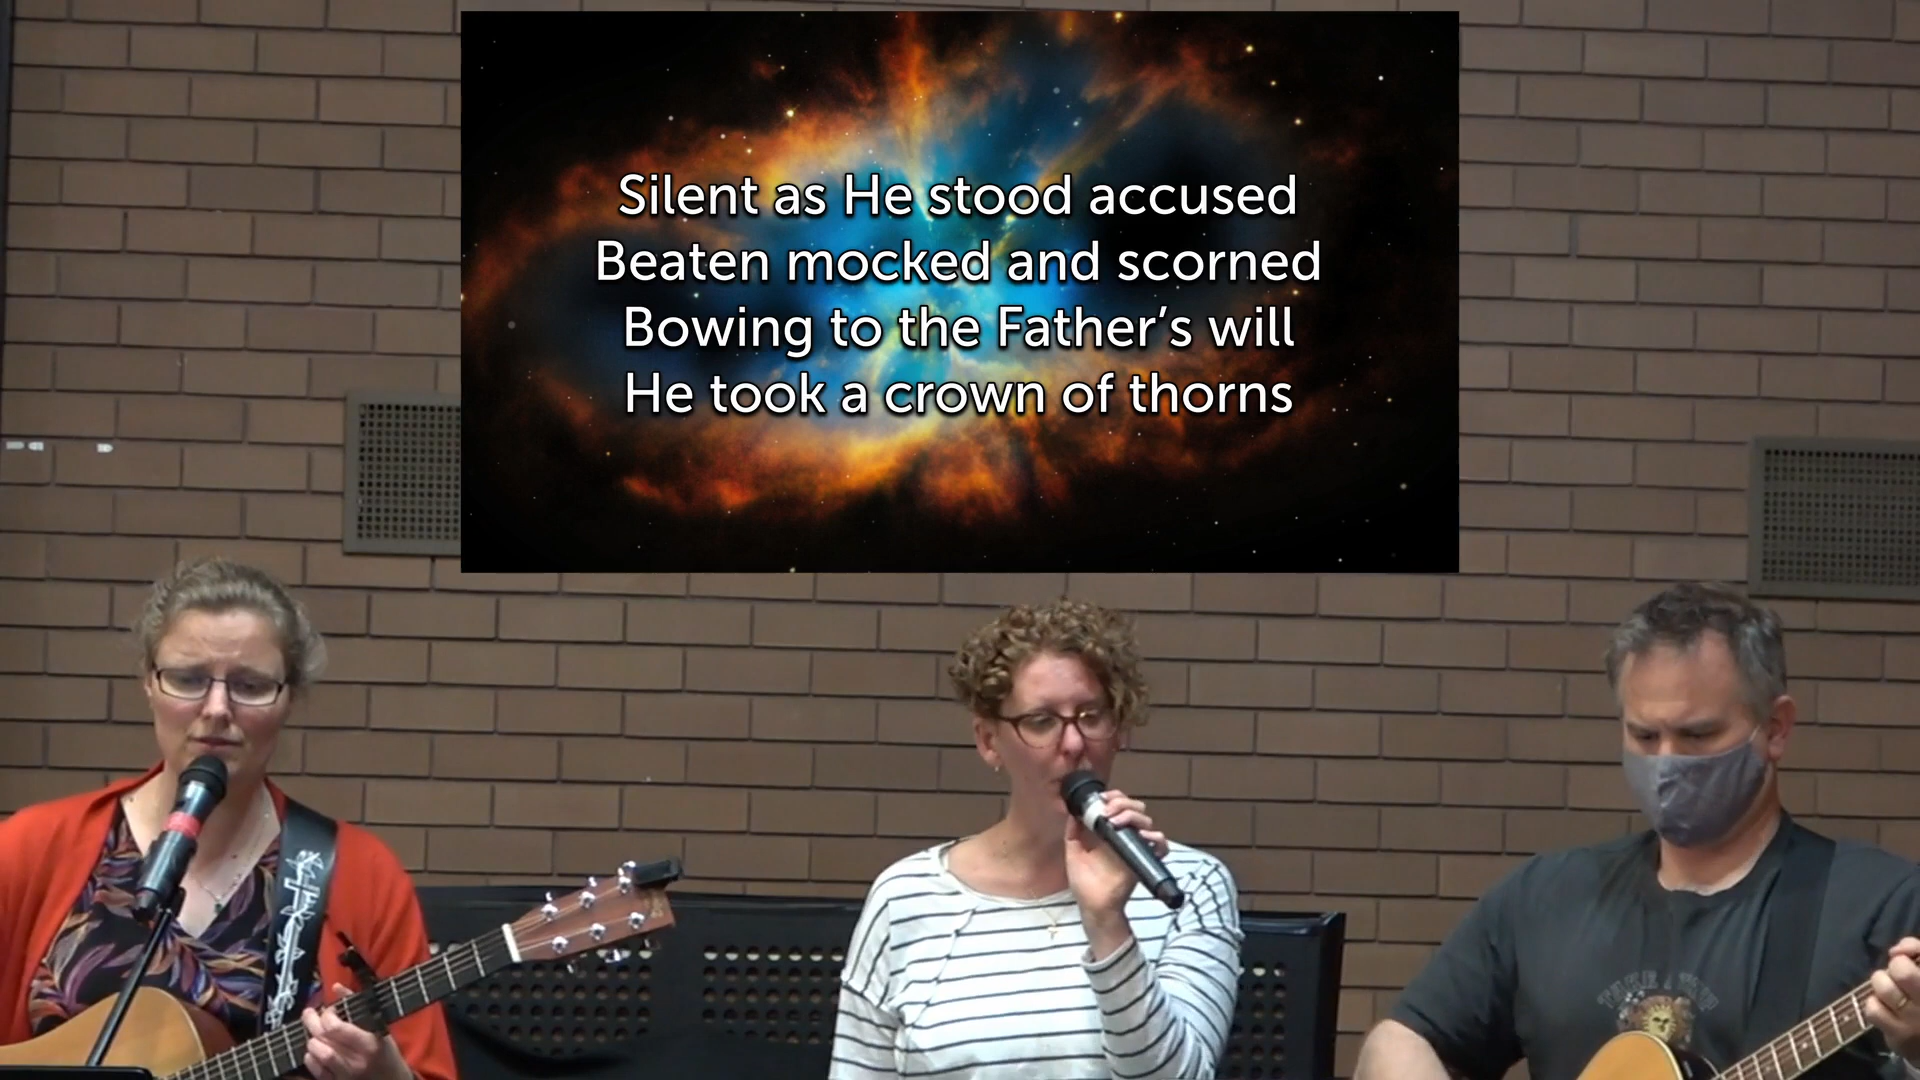 Silent as He stood accused
Beaten mocked and scorned
Bowing to the Father’s will
He took a crown of thorns